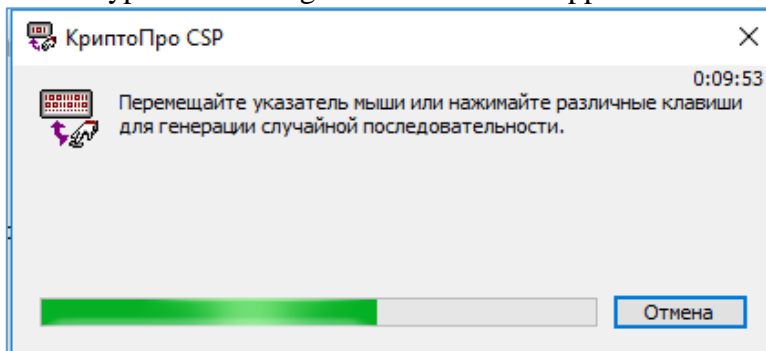 КриптоПро CSP
0:09:53
Перемещайте указатель мыши или нажимайте различные клавиши
для генерации случайной последовательности.
Отмена